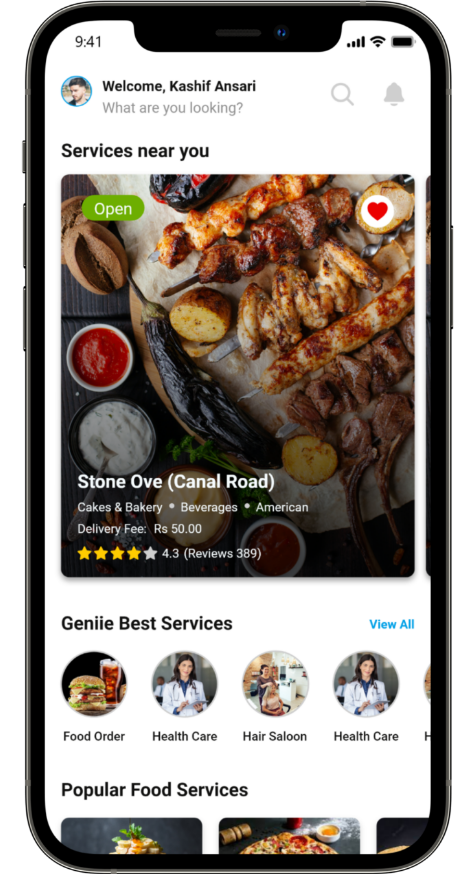 9:41
Welcome, Kashif Ansari
What are you looking?
Services near you
Open
Stone Ove (Canal Road)
Cakes & Bakery • Beverages • American
Delivery Fee: Rs 50.00
4.3 (Reviews 389)
Geniie Best Services View All
Food Order Health Care Hair Saloon Health Care H
Popular Food Services